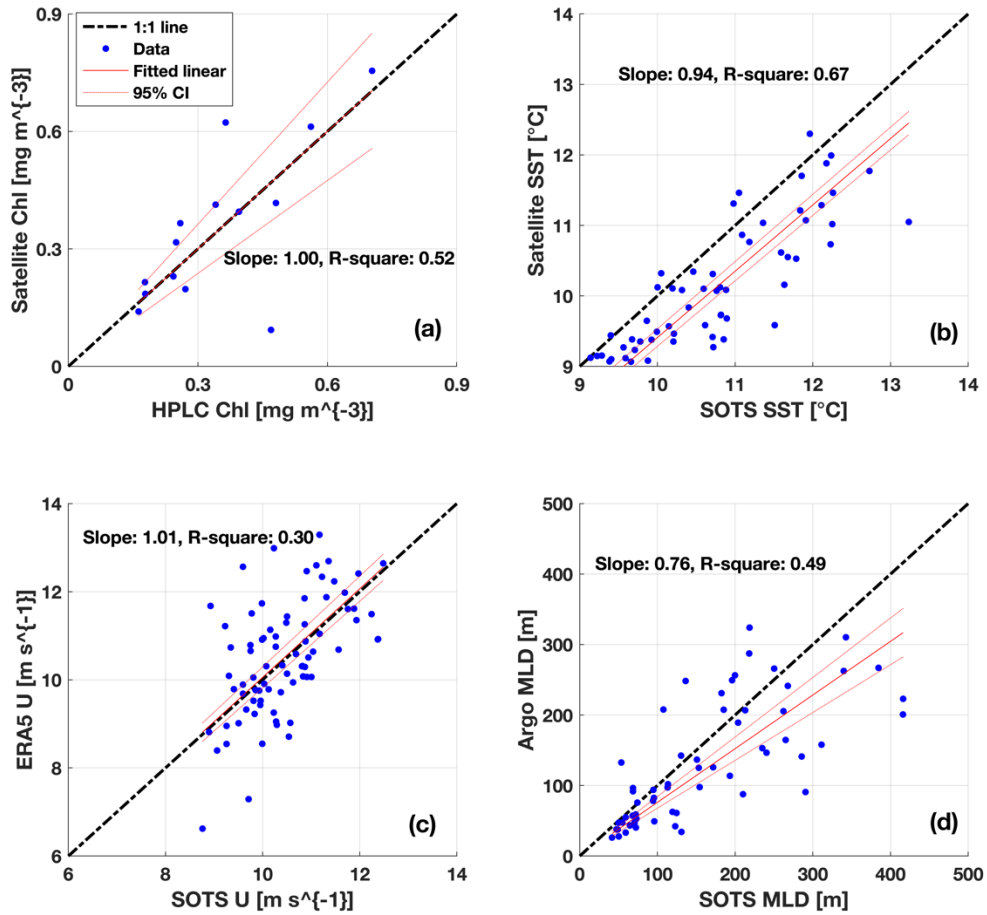 1:1 line
Data
Fitted linear
95% CI
0.9
0.6
0.3
0
Satellite Chl [mg m^{-3}]
Slope: 1.00, R-square: 0.52
(a)
0 0.3 0.6 0.9
HPLC Chl [mg m^{-3}]
14
13
12
11
10
9
Satellite SST [°C]
Slope: 0.94, R-square: 0.67
(b)
9 10 11 12 13 14
SOTS SST [°C]
14
12
10
8
6
ERA5 U [m s^{-1}]
Slope: 1.01, R-square: 0.30
(c)
6 8 10 12 14
SOTS U [m s^{-1}]
500
400
300
200
100
0
Argo MLD [m]
Slope: 0.76, R-square: 0.49
(d)
0 100 200 300 400 500
SOTS MLD [m]